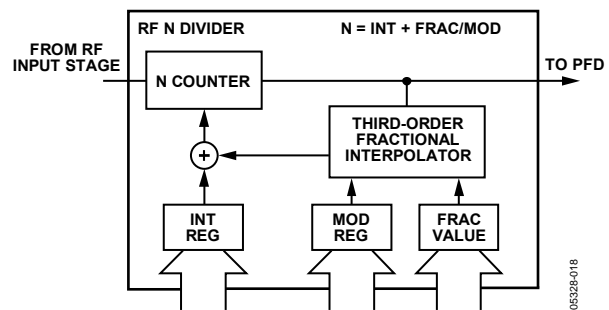 RF N DIVIDER
N = INT + FRAC/MOD
FROM RF
INPUT STAGE
TO PFD
N COUNTER
THIRD-ORDER
FRACTIONAL
INTERPOLATOR
+
INT
REG
MOD
REG
FRAC
VALUE
05328-018